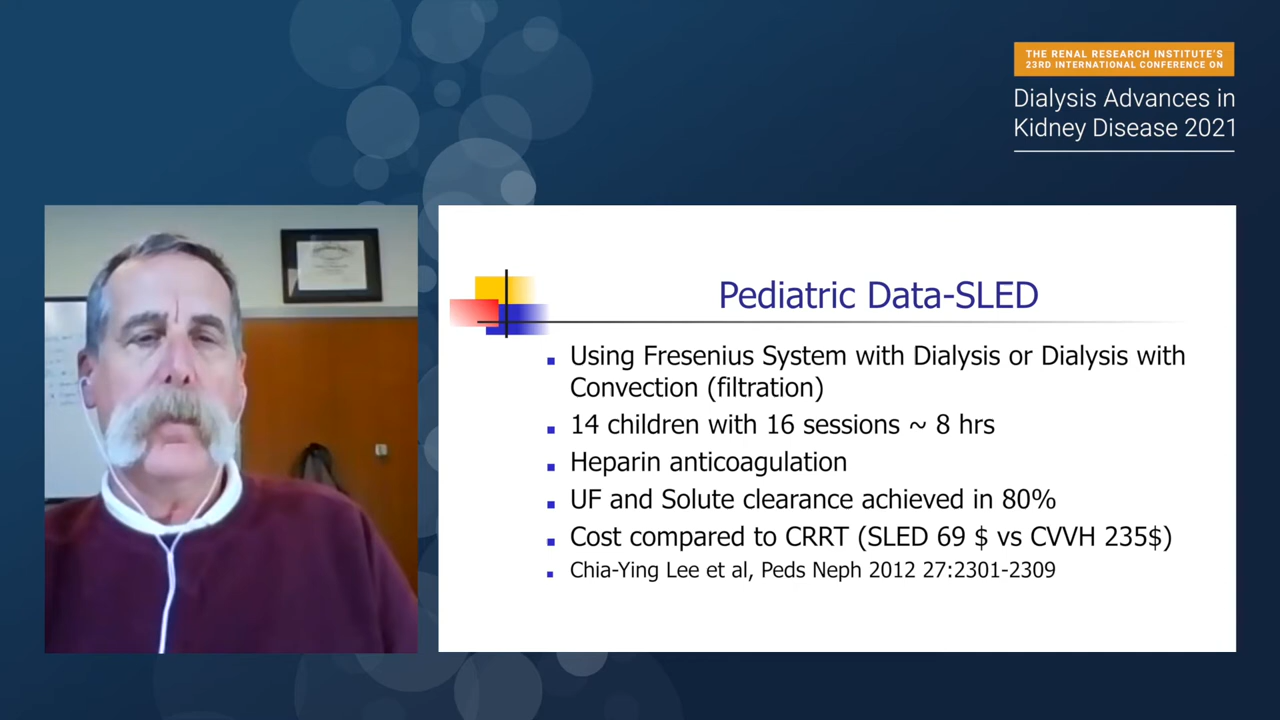 THE RENAL RESEARCH INSTITUTE'S
23RD INTERNATIONAL CONFERENCE ON
Dialysis Advances in
Kidney Disease 2021
Pediatric Data-SLED
Using Fresenius System with Dialysis or Dialysis with
Convection (filtration)
14 children with 16 sessions ~ 8 hrs
Heparin anticoagulation
UF and Solute clearance achieved in 80%
Cost compared to CRRT (SLED 69 $ vs CVVH 235$)
Chia-Ying Lee et al, Peds Neph 2012 27:2301-2309